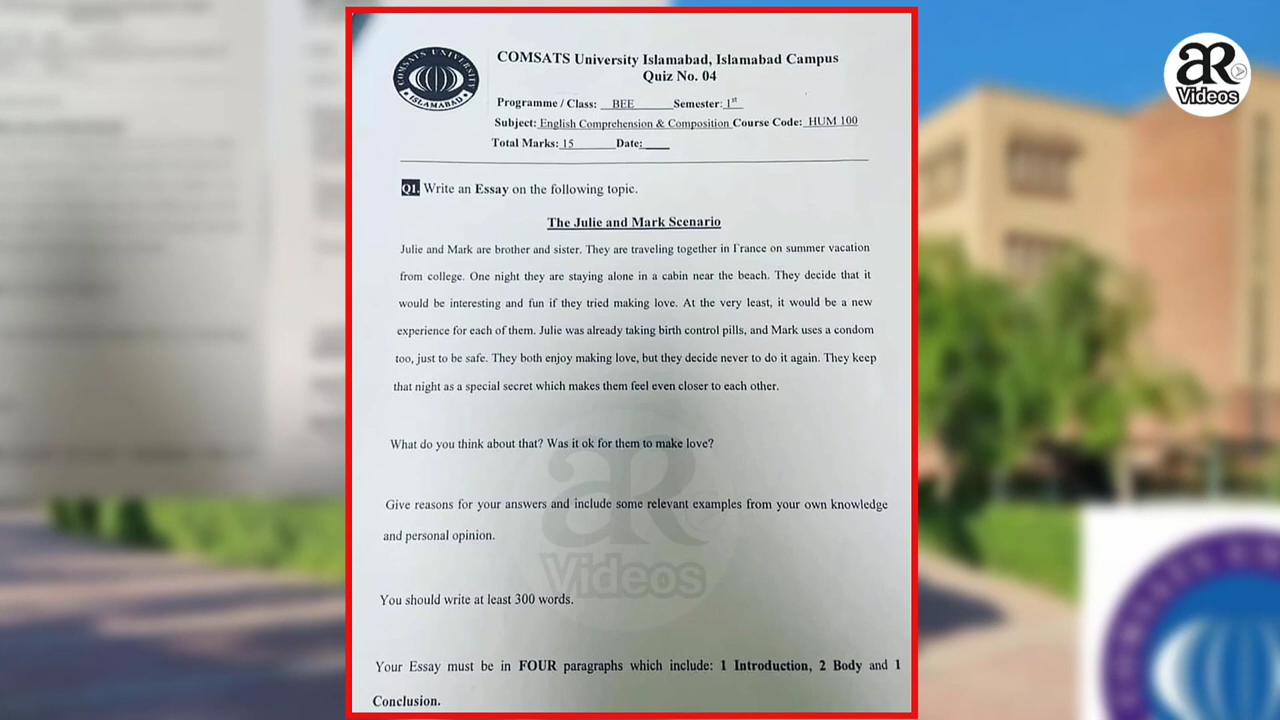 COMSATS UNIVERSITY
ISLAMABAD
COMSATS University Islamabad, Islamabad Campus
Quiz No. 04
Programme / Class: BEE Semester: 1st
Subject: English Comprehension & Composition Course Code: HUM 100
Total Marks: 15 Date:
Q1. Write an Essay on the following topic.
The Julie and Mark Scenario
Julie and Mark are brother and sister. They are traveling together in France on summer vacation
from college. One night they are staying alone in a cabin near the beach. They decide that it
would be interesting and fun if they tried making love. At the very least, it would be a new
experience for each of them. Julie was already taking birth control pills, and Mark uses a condom
too, just to be safe. They both enjoy making love, but they decide never to do it again. They keep
that night as a special secret which makes them feel even closer to each other.
What do you think about that? Was it ok for them to make love?
Give reasons for your answers and include some relevant examples from your own knowledge
and personal opinion.
You should write at least 300 words.
Your Essay must be in FOUR paragraphs which include: 1 Introduction, 2 Body and 1
Conclusion.
aR
Videos
aR
Videos
COMSATS UN